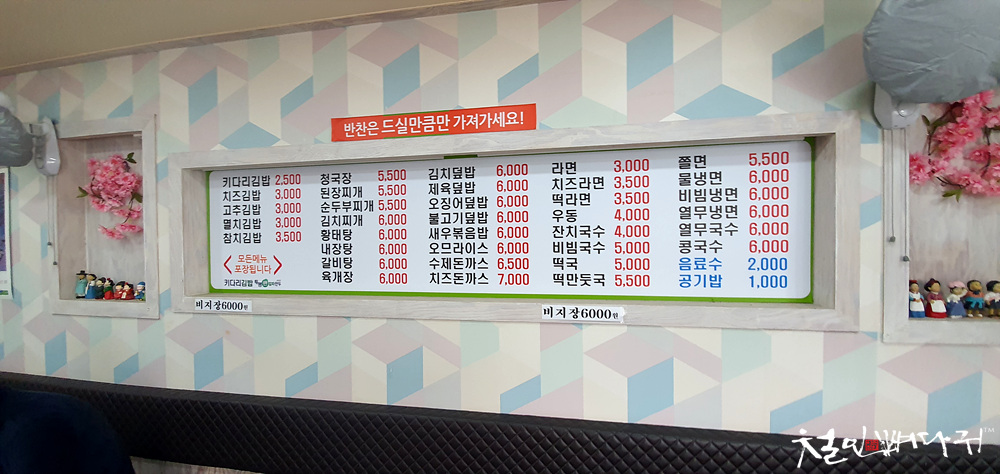 반찬은 드실만큼만 가져가세요!
키다리김밥 2,500
치즈김밥 3,000
고추김밥 3,000
멸치김밥 3,000
참치김밥 3,500
모든메뉴
포장됩니다
키다리김밥
청국장 5,500
된장찌개 5,500
순두부찌개 5,500
김치찌개 6,000
황태탕 6,000
내장탕 6,000
갈비탕 6,000
육개장 6,000
김치덮밥 6,000
제육덮밥 6,000
오징어덮밥 6,000
불고기덮밥 6,000
새우볶음밥 6,000
오므라이스 6,000
수제돈까스 6,500
치즈돈까스 7,000
라면 3,000
치즈라면 3,500
떡라면 3,500
우동 4,000
잔치국수 4,000
비빔국수 5,000
떡국 5,000
떡만둣국 5,500
쫄면 5,500
물냉면 6,000
비빔냉면 6,000
열무냉면 6,000
열무국수 6,000
콩국수 6,000
음료수 2,000
공기밥 1,000
비지장6000원
비지장6000원
철인빼다귀™